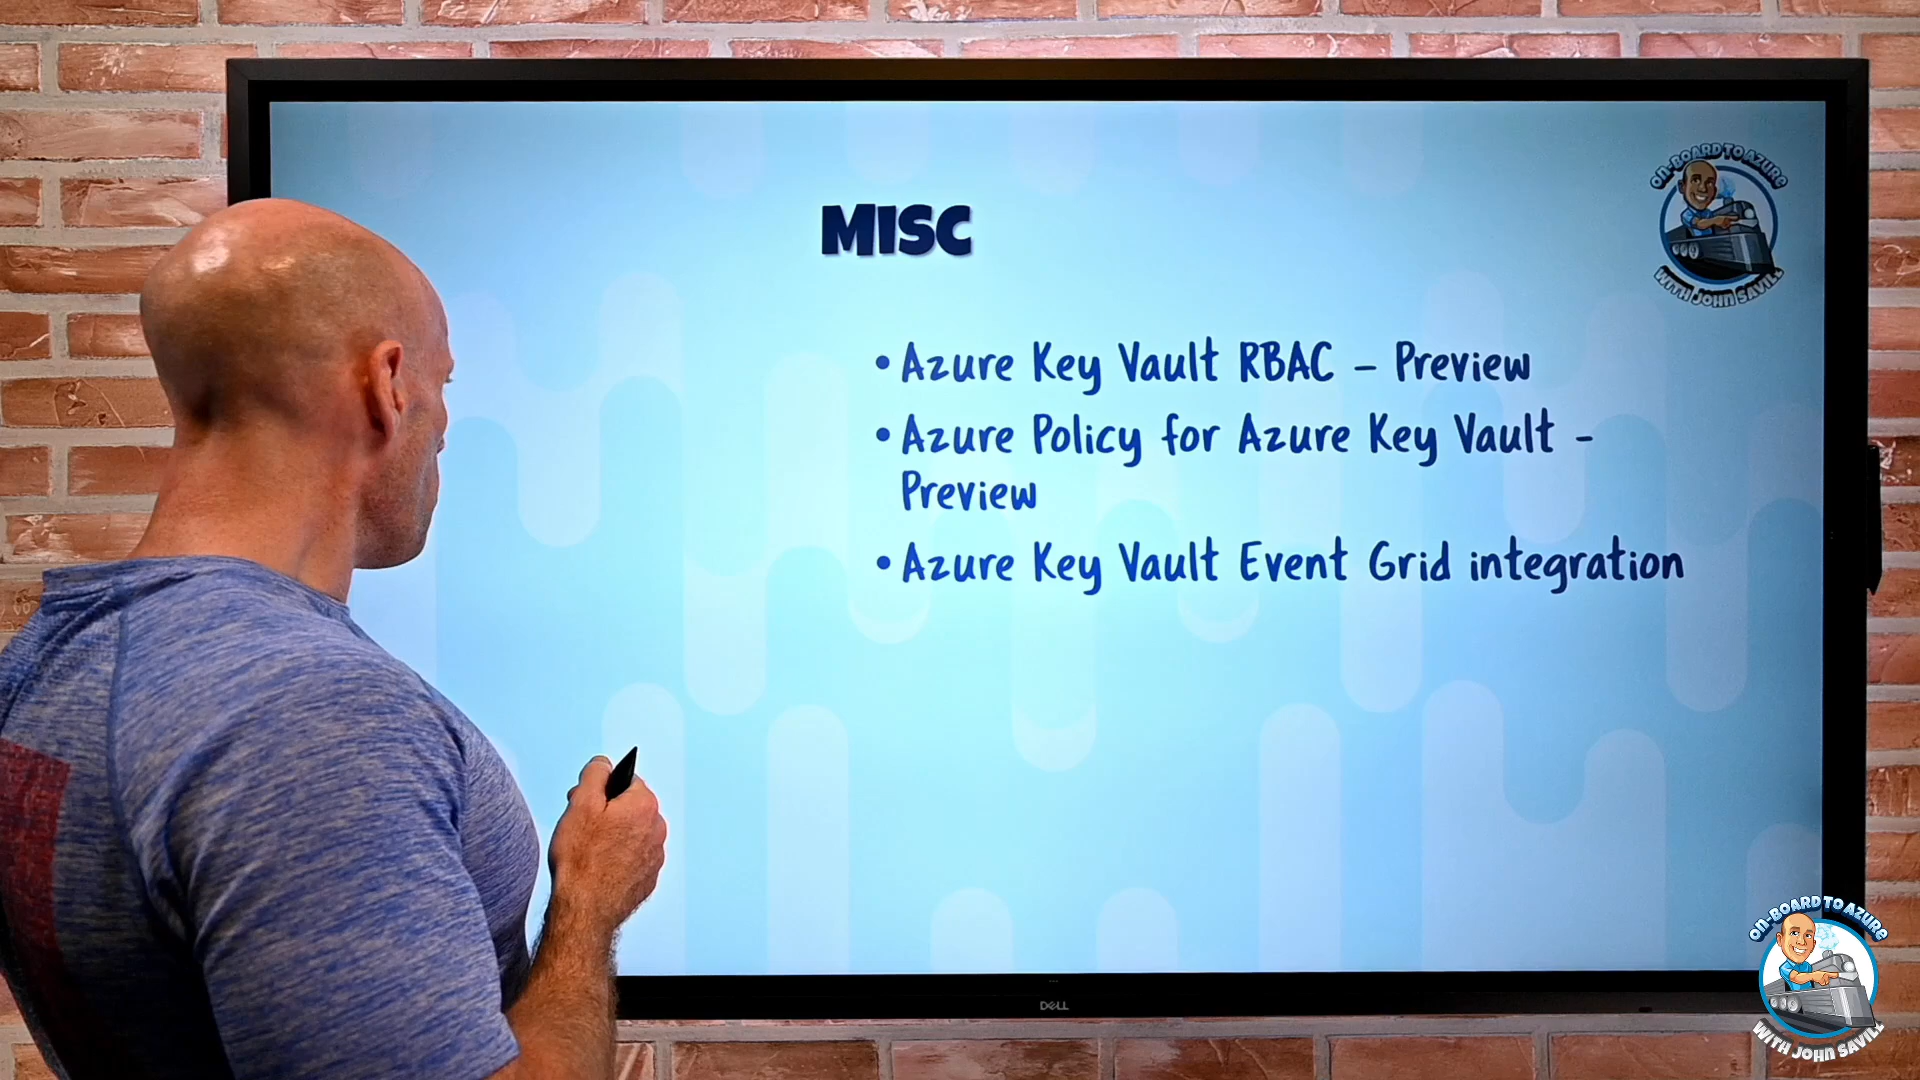 MISC
ON-BOARD TO AZURE
WITH JOHN SAVILL
•Azure Key Vault RBAC – Preview
•Azure Policy for Azure Key Vault -
Preview
•Azure Key Vault Event Grid integration
DELL
ON-BOARD TO AZURE
WITH JOHN SAVILL